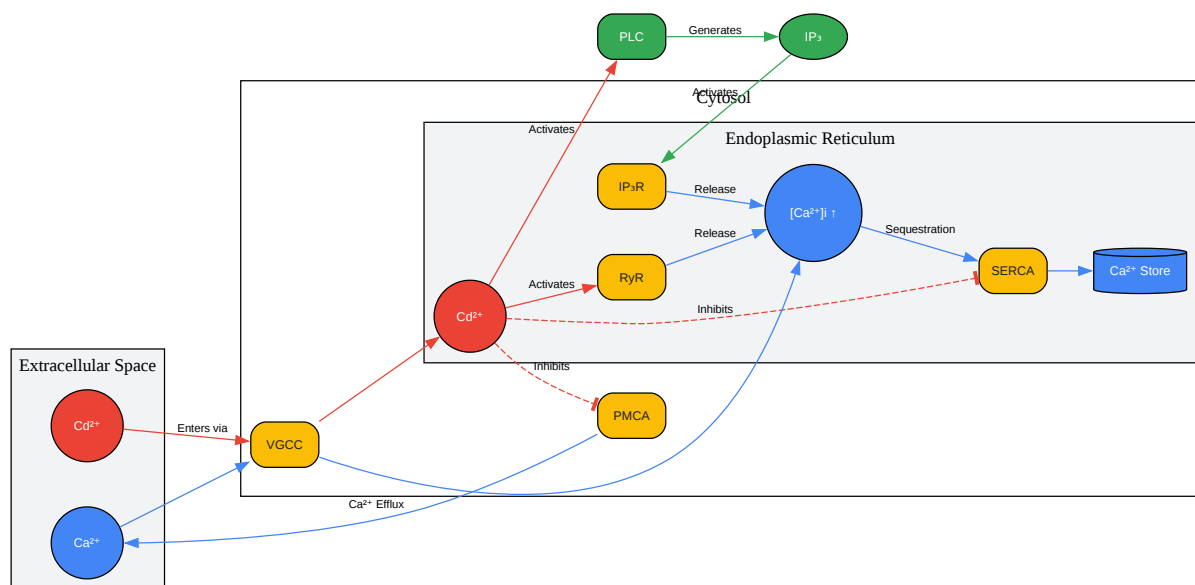 PLC
Generates
IP₃
Activates
Cytosol
Activates
Endoplasmic Reticulum
IP₃R
Release
[Ca²⁺]i ↑
Release
Sequestration
RyR
SERCA
Ca²⁺ Store
Activates
Cd²⁺
Inhibits
Inhibits
Extracellular Space
Cd²⁺
Enters via
VGCC
PMCA
Ca²⁺ Efflux
Ca²⁺